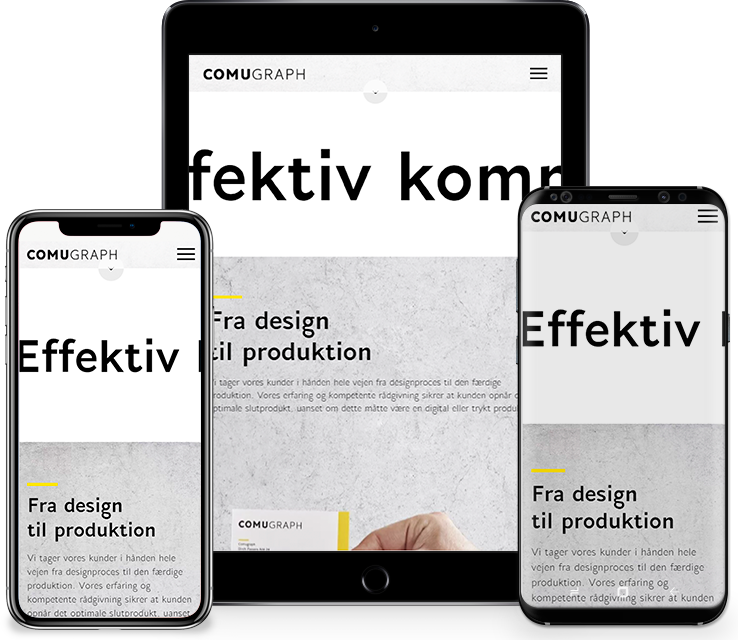 COMUGRAPH
fektiv komm
Fra design
til produktion
Vi tager vores kunder i hånden hele vejen fra designproces til den færdige
produktion. Vores erfaring og kompetente rådgivning sikrer at kunden opnår
optimale slutprodukt, uanset om dette måtte være en digital eller trykt produ
COMUGRAPH
Comugraph
COMUGRAPH
Effektiv
Fra design
til produktion
Vi tager vores kunder i hånden hele
vejen fra designproces til den færdige
produktion. Vores erfaring og
kompetente rådgivning sikrer at kunden
opnår det optimale slutprodukt, uanset
COMUGRAPH
Effektiv
Fra design
til produktion
Vi tager vores kunder i hånden hele
vejen fra designproces til den færdige
produktion. Vores erfaring og
kompetente rådgivning sikrer at kunden